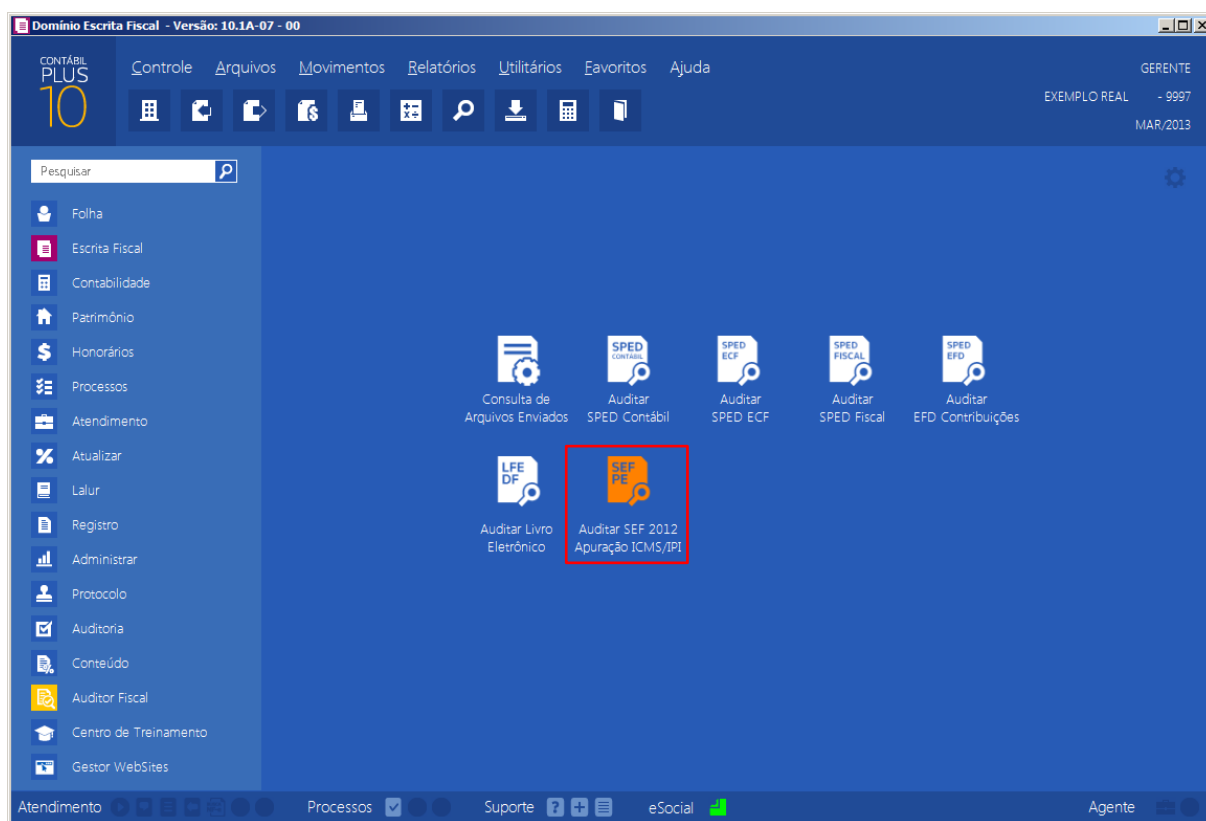 Domínio Escrita Fiscal - Versão: 10.1A-07 - 00
CONTÁBIL
PLUS
10
Controle Arquivos Movimentos Relatórios Utilitários Favoritos Ajuda
GERENTE
EXEMPLO REAL - 9997
MAR/2013
Pesquisar
Folha
Escrita Fiscal
Contabilidade
Patrimônio
Honorários
Processos
Atendimento
Atualizar
Lalur
Registro
Administrar
Protocolo
Auditoria
Conteúdo
Auditor Fiscal
Centro de Treinamento
Gestor WebSites
Consulta de
Arquivos Enviados
SPED
CONTÁBIL
Auditar
SPED Contábil
SPED
ECF
Auditar
SPED ECF
SPED
FISCAL
Auditar
SPED Fiscal
SPED
EFD
Auditar
EFD Contribuições
LFE
DF
Auditar Livro
Eletrônico
SEF
PE
Auditar SEF 2012
Apuração ICMS/IPI
Atendimento Processos Suporte eSocial Agente